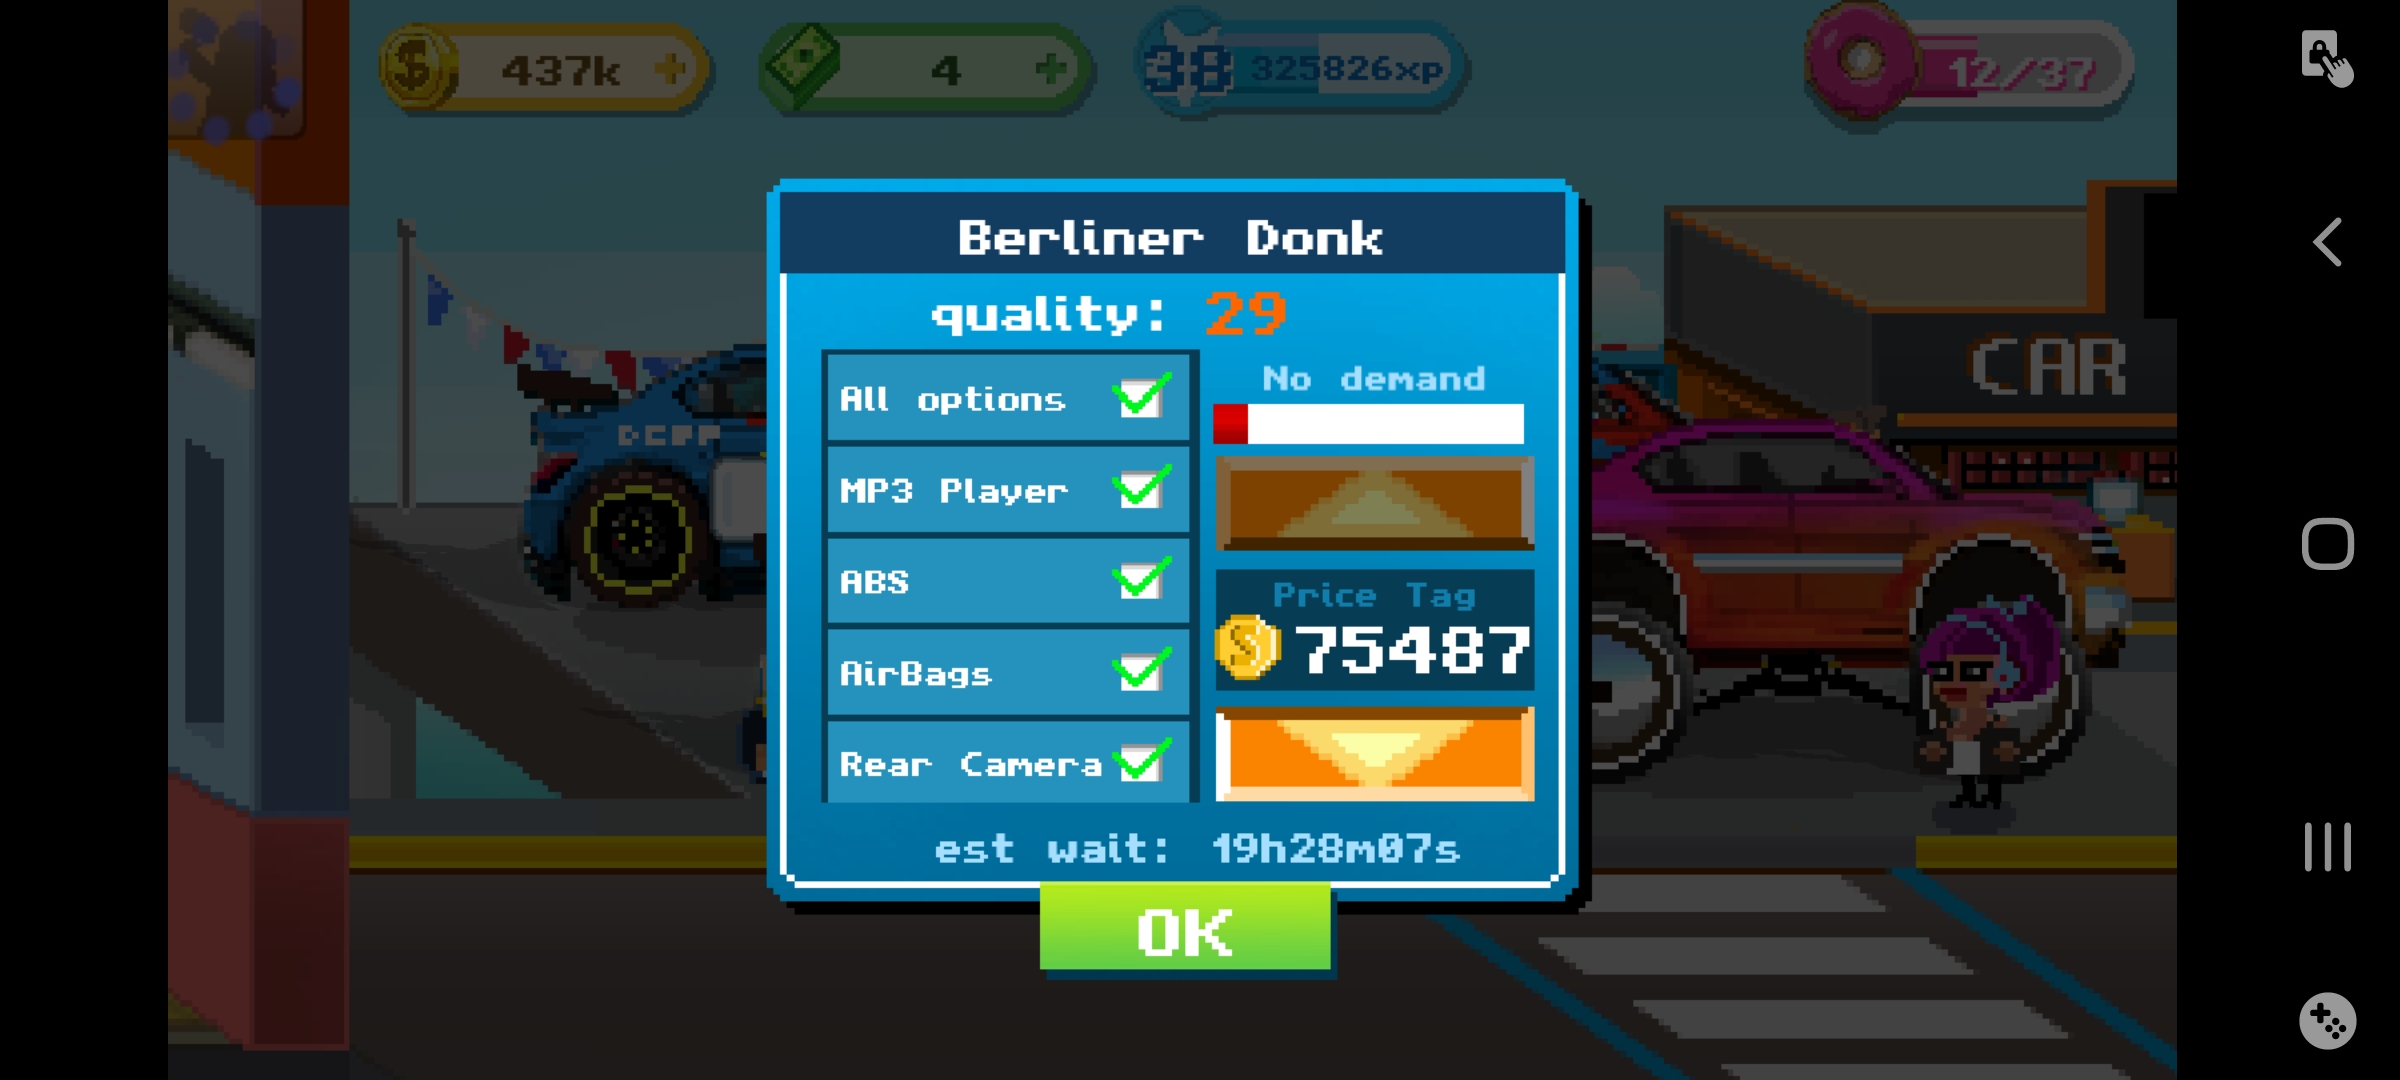 437k
4
38 325826xp
12/37
Berliner Donk
quality: 29
All options
MP3 Player
ABS
AirBags
Rear Camera
No demand
Price Tag
75487
est wait: 19h28m07s
OK
CAR